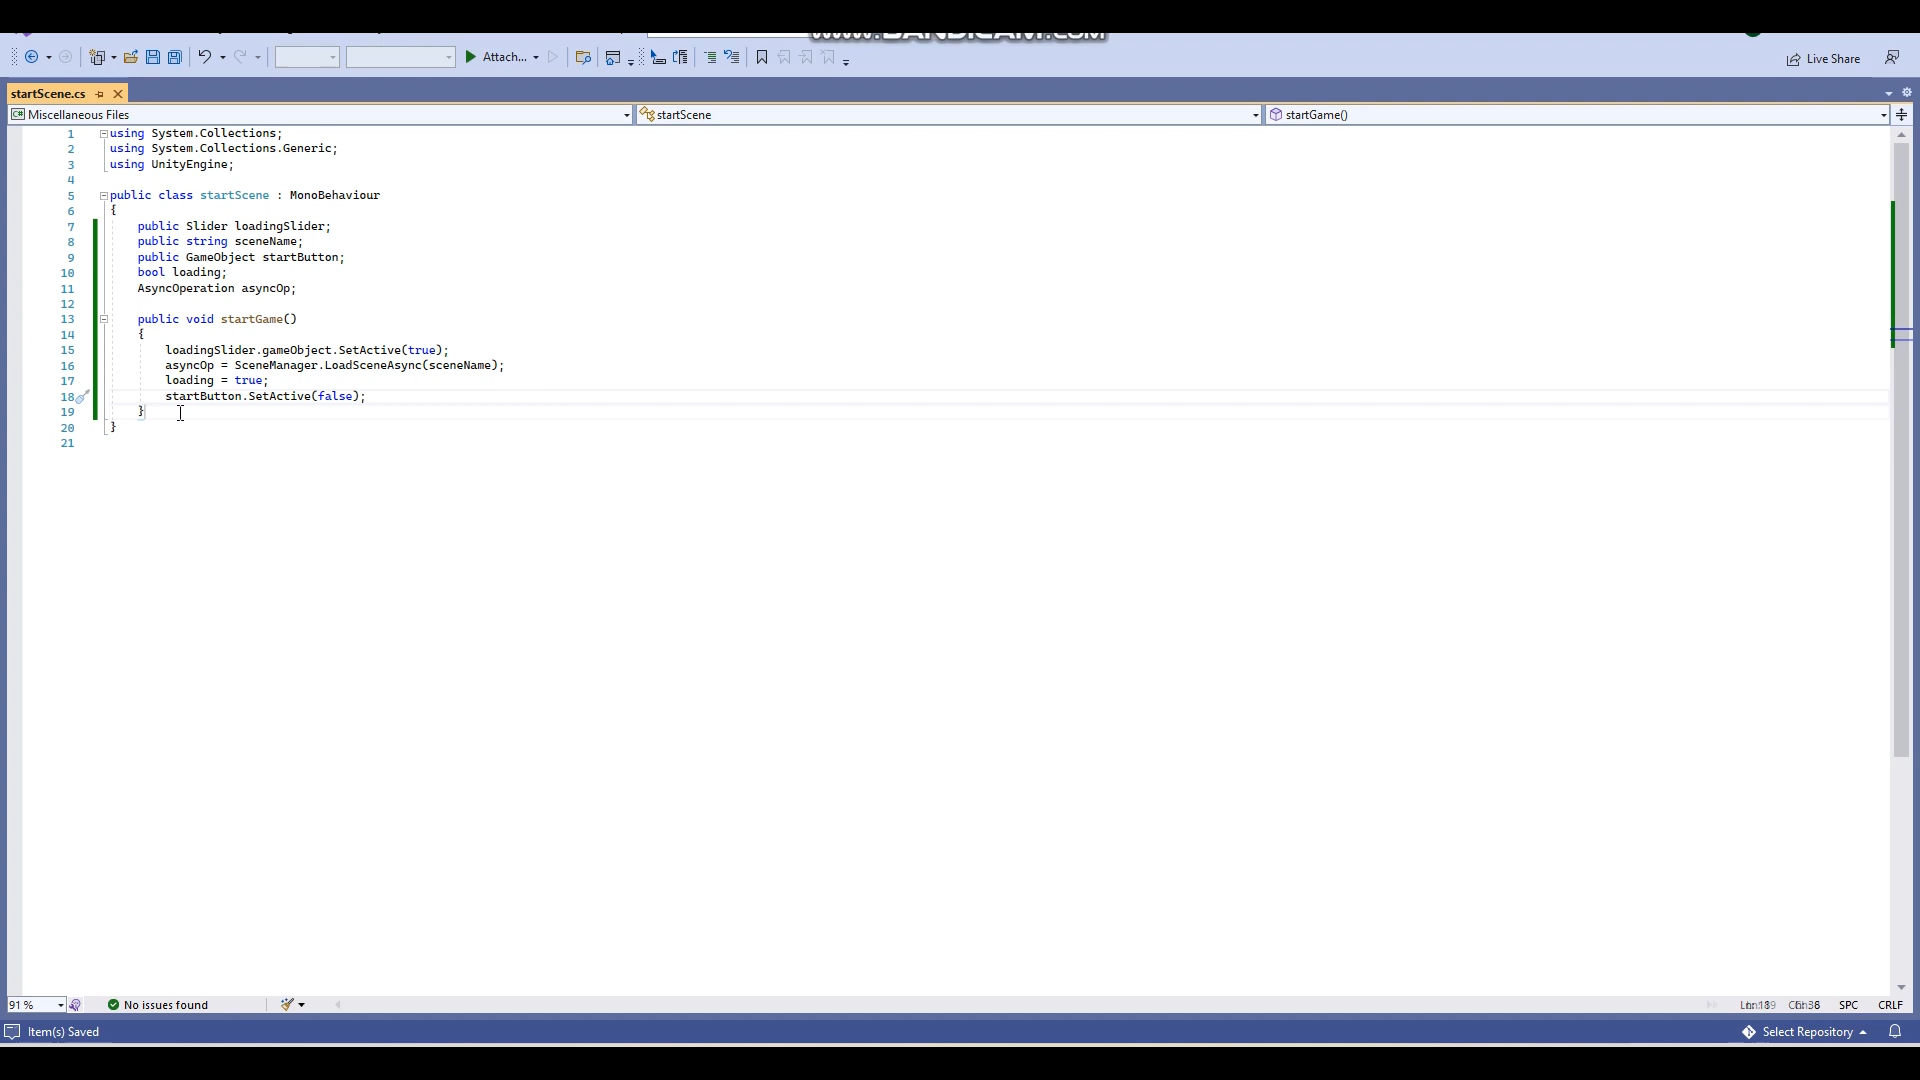 www.BANDICAM.com
Attach...
Live Share
startScene.cs
Miscellaneous Files
startScene
startGame()
1 using System.Collections;
2 using System.Collections.Generic;
3 using UnityEngine;
4
5 public class startScene : MonoBehaviour
6 {
7 public Slider loadingSlider;
8 public string sceneName;
9 public GameObject startButton;
10 bool loading;
11 AsyncOperation asyncOp;
12
13 public void startGame()
14 {
15 loadingSlider.gameObject.SetActive(true);
16 asyncOp = SceneManager.LoadSceneAsync(sceneName);
17 loading = true;
18 startButton.SetActive(false);
19 }
20 }
21
91 %
No issues found
SPC
CRLF
Item(s) Saved
Select Repository